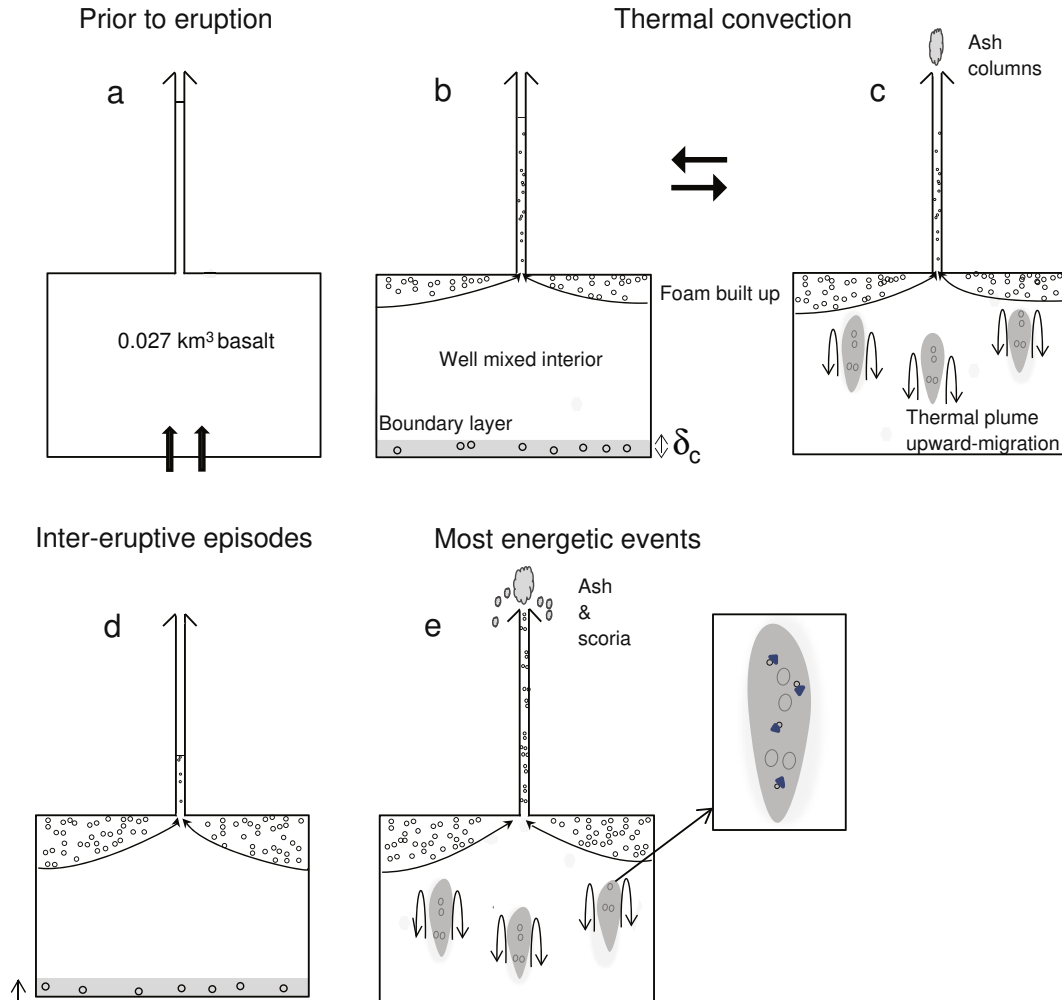 Prior to eruption
Thermal convection
a
b
c
Ash
columns
0.027 km³ basalt
Foam built up
Well mixed interior
Boundary layer
δc
Thermal plume
upward-migration
Inter-eruptive episodes
Most energetic events
d
e
Ash
&
scoria